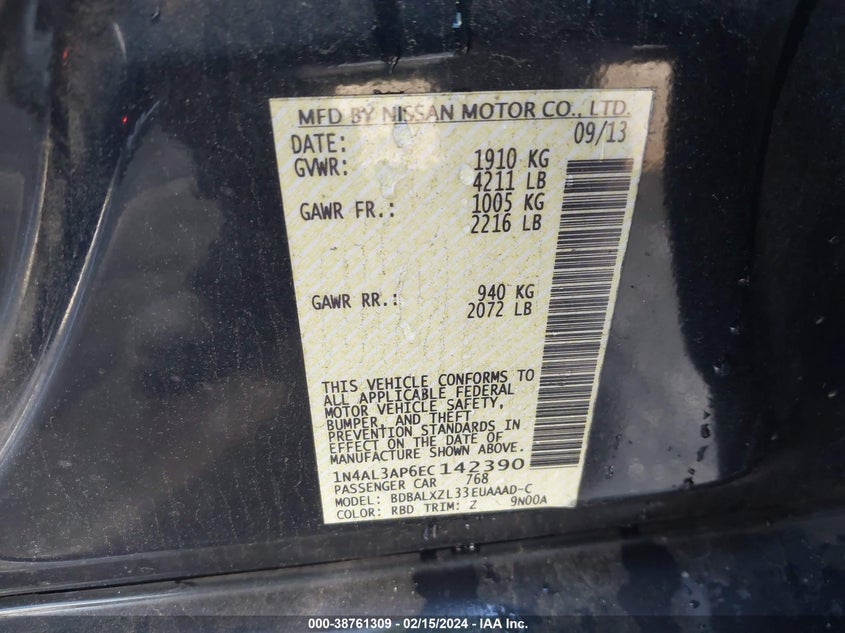 MFD BY NISSAN MOTOR CO., LTD.
DATE: 09/13
GVWR: 1910 KG
4211 LB
GAWR FR.: 1005 KG
2216 LB
GAWR RR.: 940 KG
2072 LB
THIS VEHICLE CONFORMS TO
ALL APPLICABLE FEDERAL
MOTOR VEHICLE SAFETY,
BUMPER, AND THEFT
PREVENTION STANDARDS IN
EFFECT ON THE DATE OF
MANUFACTURE SHOWN ABOVE.
1N4AL3AP6EC142390
PASSENGER CAR 768
MODEL: BDBALXZL33EUAAAD-C
COLOR: RBD TRIM: Z 9N00A
000-38761309 - 02/15/2024 - IAA Inc.